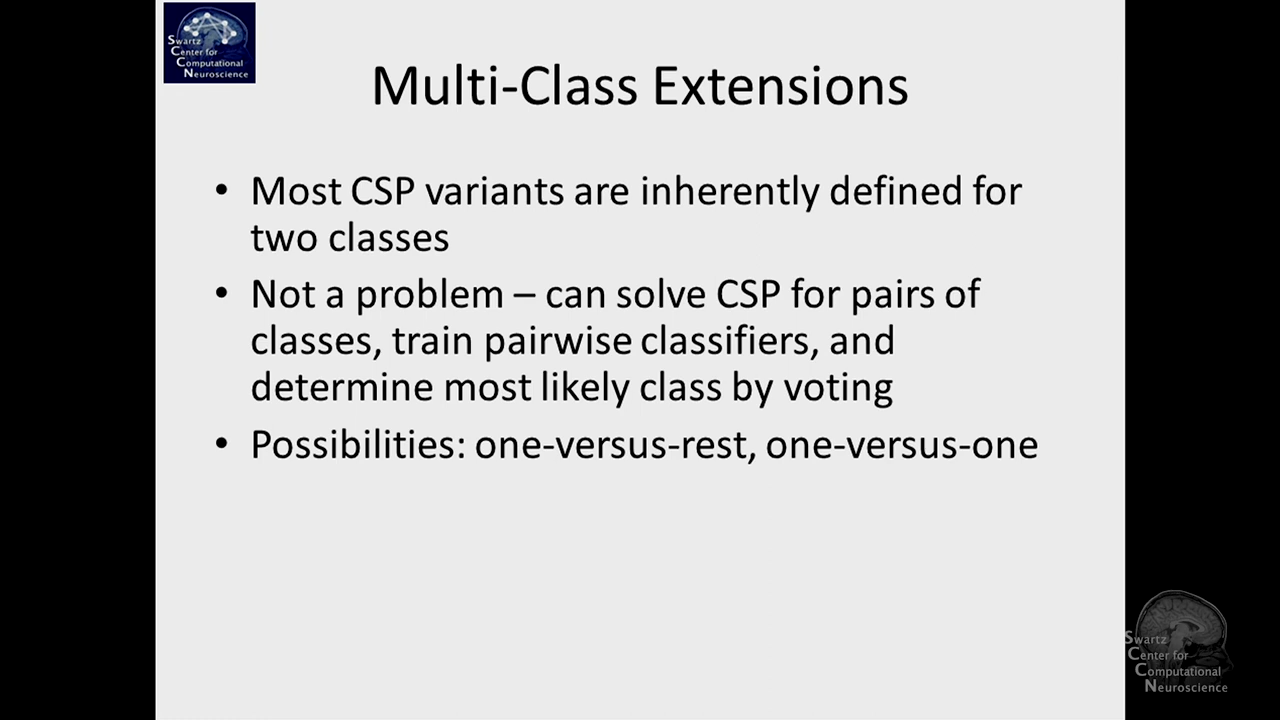 Swartz
Center for
Computational
Neuroscience
Multi-Class Extensions
• Most CSP variants are inherently defined for
two classes
• Not a problem – can solve CSP for pairs of
classes, train pairwise classifiers, and
determine most likely class by voting
• Possibilities: one-versus-rest, one-versus-one
Swartz
Center for
Computational
Neuroscience